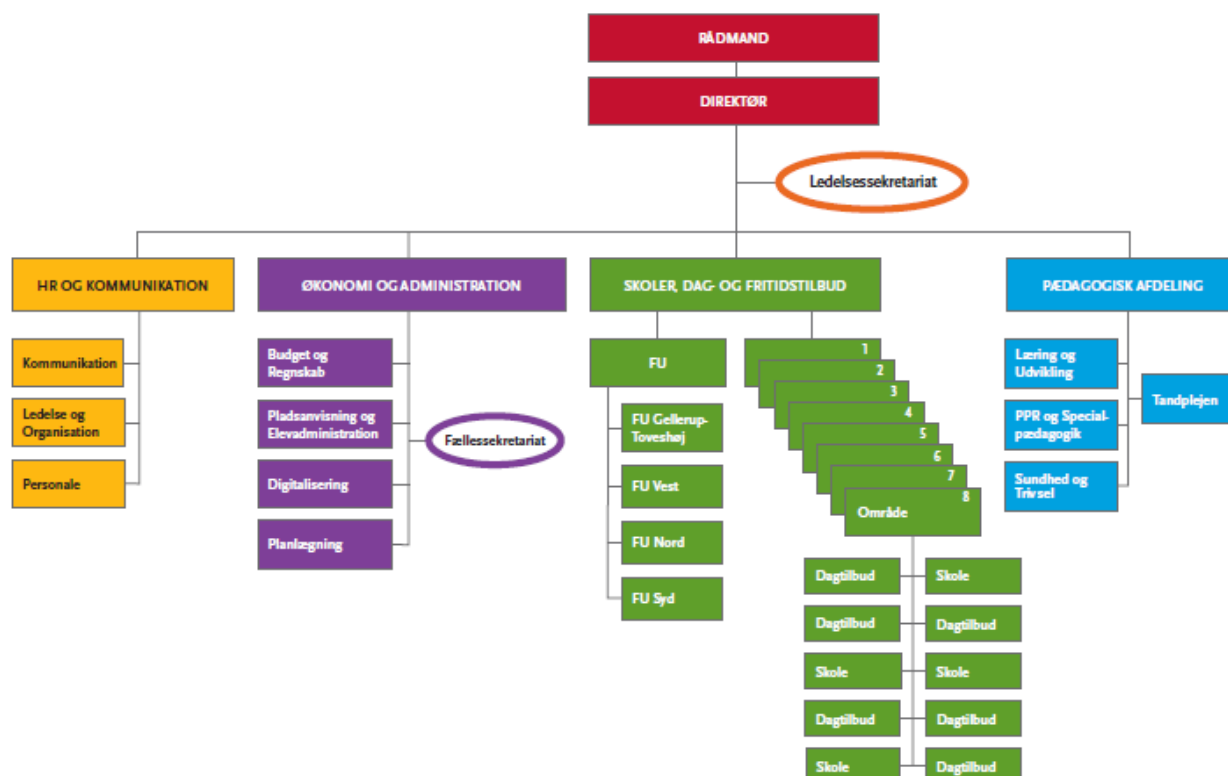 RÅDMAND
DIREKTØR
Ledelsessekretariat
HR OG KOMMUNIKATION
Kommunikation
Ledelse og
Organisation
Personale
ØKONOMI OG ADMINISTRATION
Budget og
Regnskab
Pladsanvisning og
Elevadministration
Digitalisering
Planlægning
Fællessekretariat
SKOLER, DAG- OG FRITIDSTILBUD
FU
FU Gellerup-
Toveshøj
FU Vest
FU Nord
FU Syd
1
2
3
4
5
6
7
8
Område
Dagtilbud
Skole
Dagtilbud
Dagtilbud
Skole
Skole
Dagtilbud
Dagtilbud
Skole
Dagtilbud
PÆDAGOGISK AFDELING
Læring og
Udvikling
PPR og Special-
pædagogik
Sundhed og
Trivsel
Tandplejen